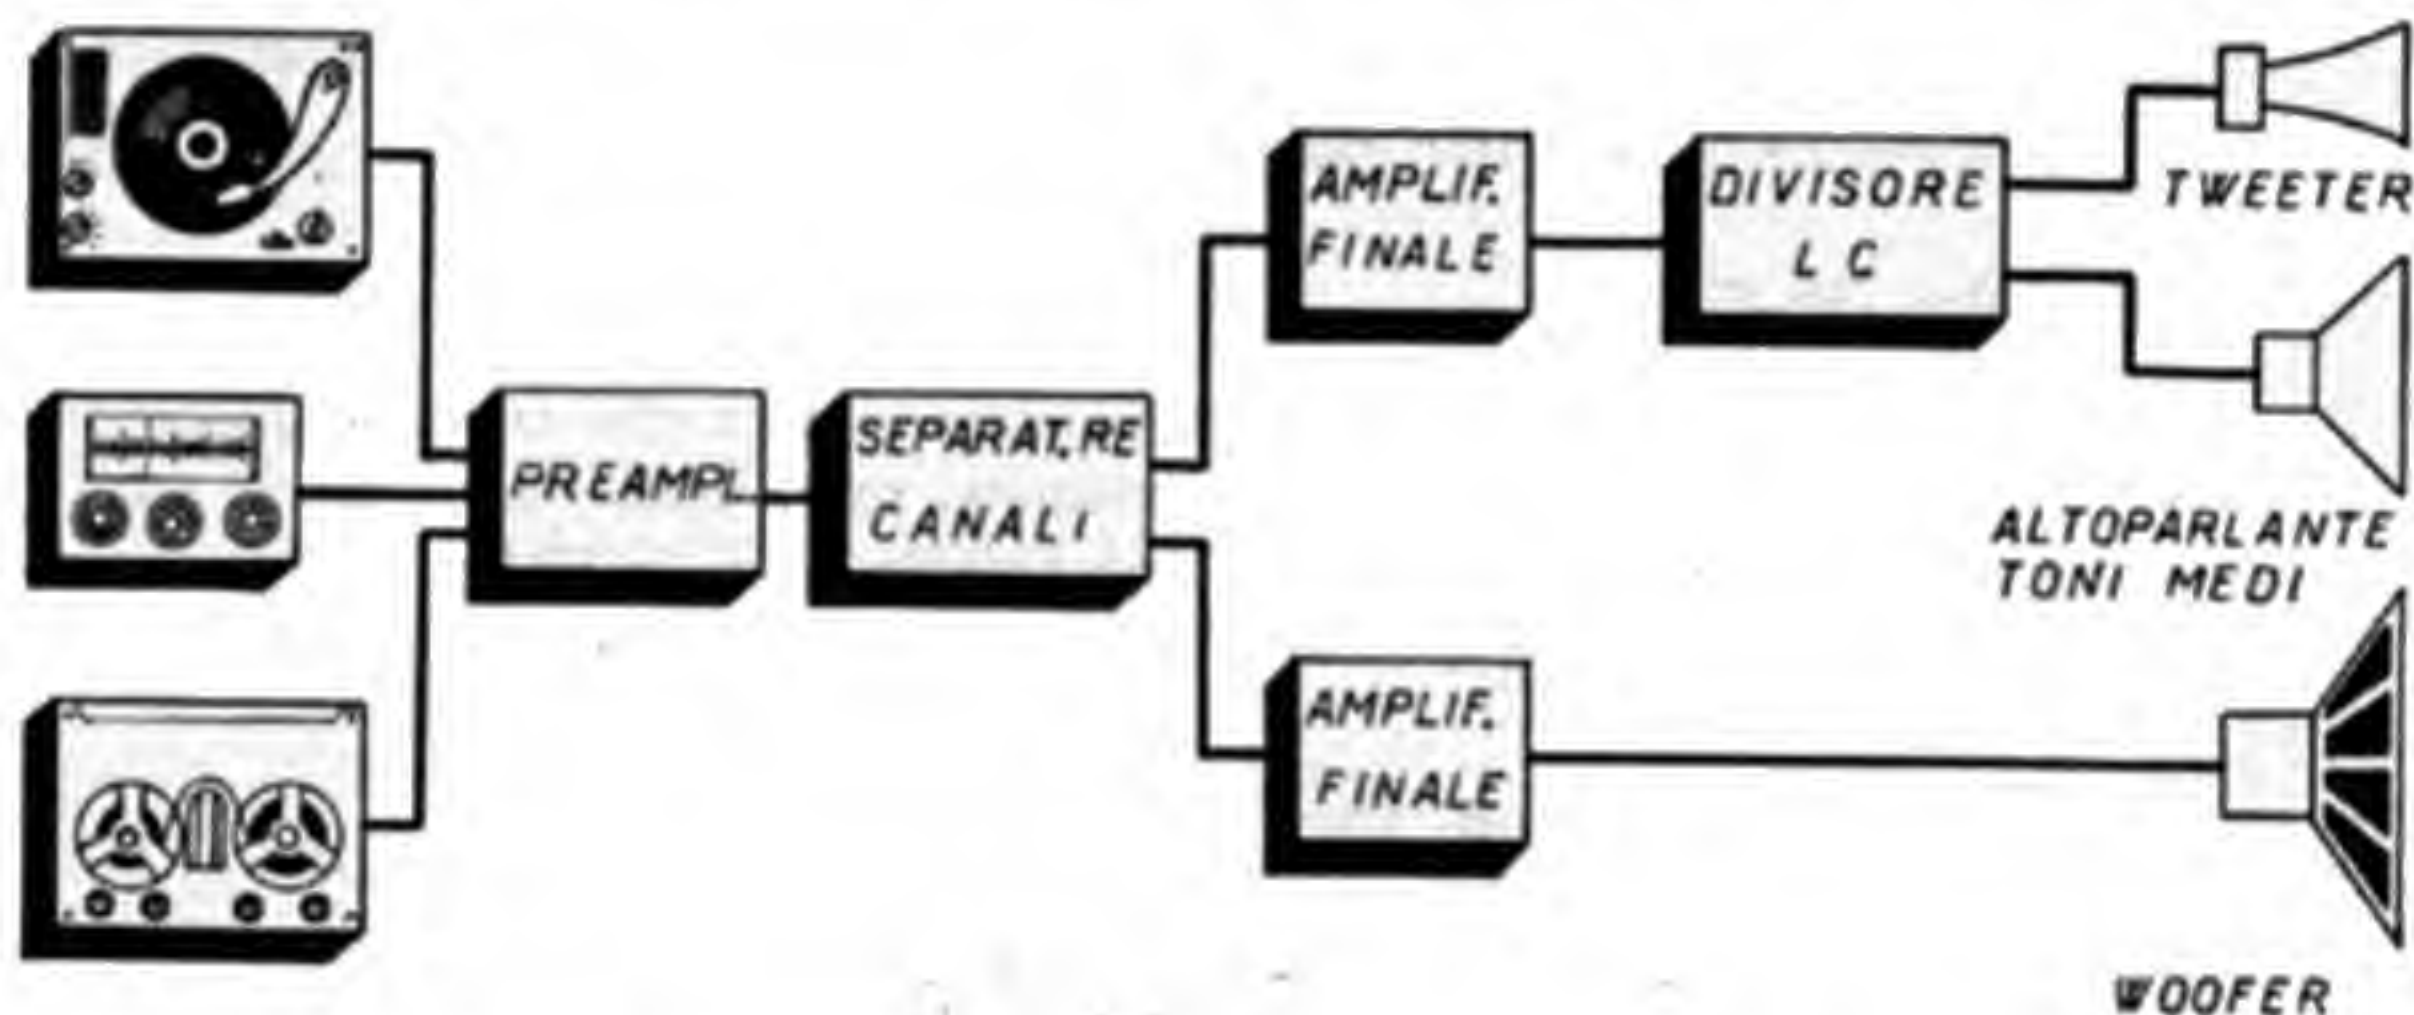 AMPLIF.
FINALE
DIVISORE
L C
TWEETER
PREAMPL
SEPARAT.RE
CANALI
ALTOPARLANTE
TONI MEDI
AMPLIF.
FINALE
WOOFER